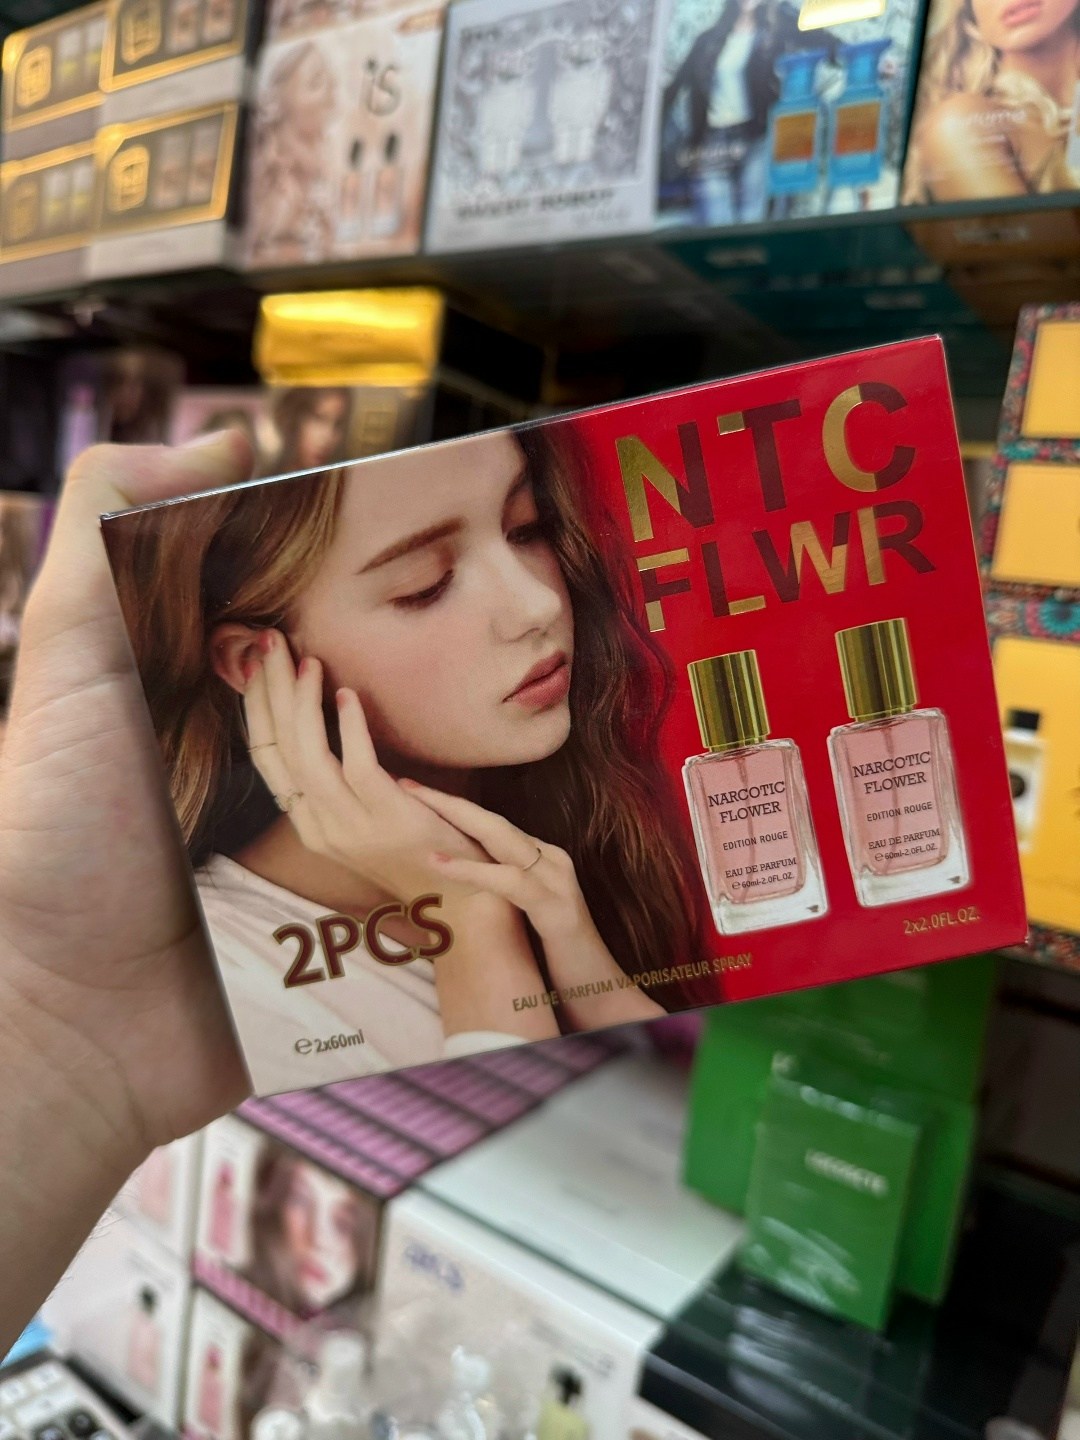 NTC
FLWR
NARCOTIC
FLOWER
EDITION ROUGE
EAU DE PARFUM
℮60ml-2.0FL.OZ.
NARCOTIC
FLOWER
EDITION ROUGE
EAU DE PARFUM
℮60ml-2.0FL.OZ.
2PCS
EAU DE PARFUM VAPORISATEUR SPRAY
2x2.0FL.OZ.
℮2x60ml